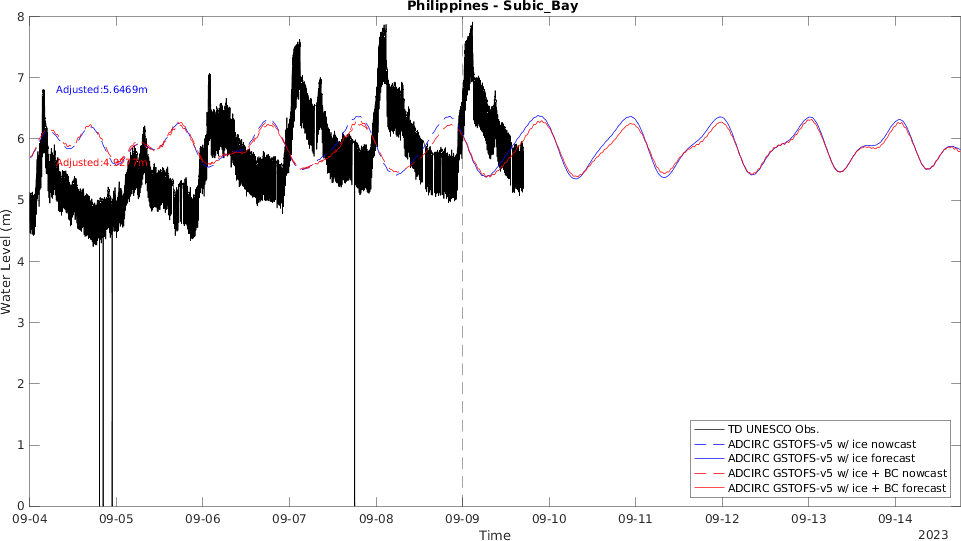 Philippines - Subic_Bay
8
7
6
5
4
3
2
1
0
Water Level (m)
Adjusted:5.6469m
TD UNESCO Obs.
ADCIRC GSTOFS-v5 w/ ice nowcast
ADCIRC GSTOFS-v5 w/ ice forecast
ADCIRC GSTOFS-v5 w/ ice + BC nowcast
ADCIRC GSTOFS-v5 w/ ice + BC forecast
09-04 09-05 09-06 09-07 09-08 09-09 09-10 09-11 09-12 09-13 09-14
Time
2023